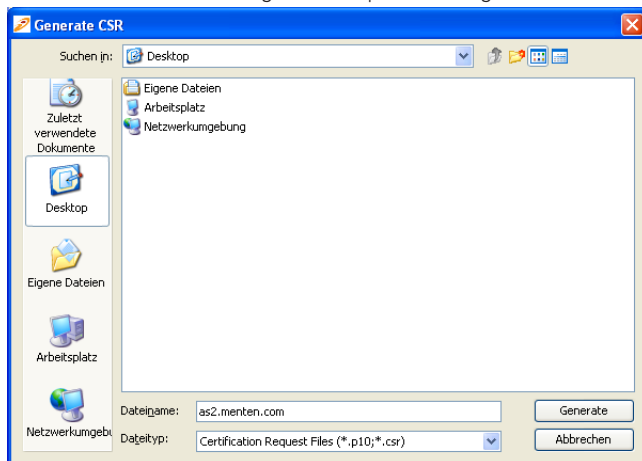 Generate CSR
Suchen in:
Desktop
Zuletzt
verwendete
Dokumente
Desktop
Eigene Dateien
Arbeitsplatz
Netzwerkumgebu
Eigene Dateien
Arbeitsplatz
Netzwerkumgebung
Dateiname:
as2.menten.com
Generate
Dateityp:
Certification Request Files (*.p10;*.csr)
Abbrechen